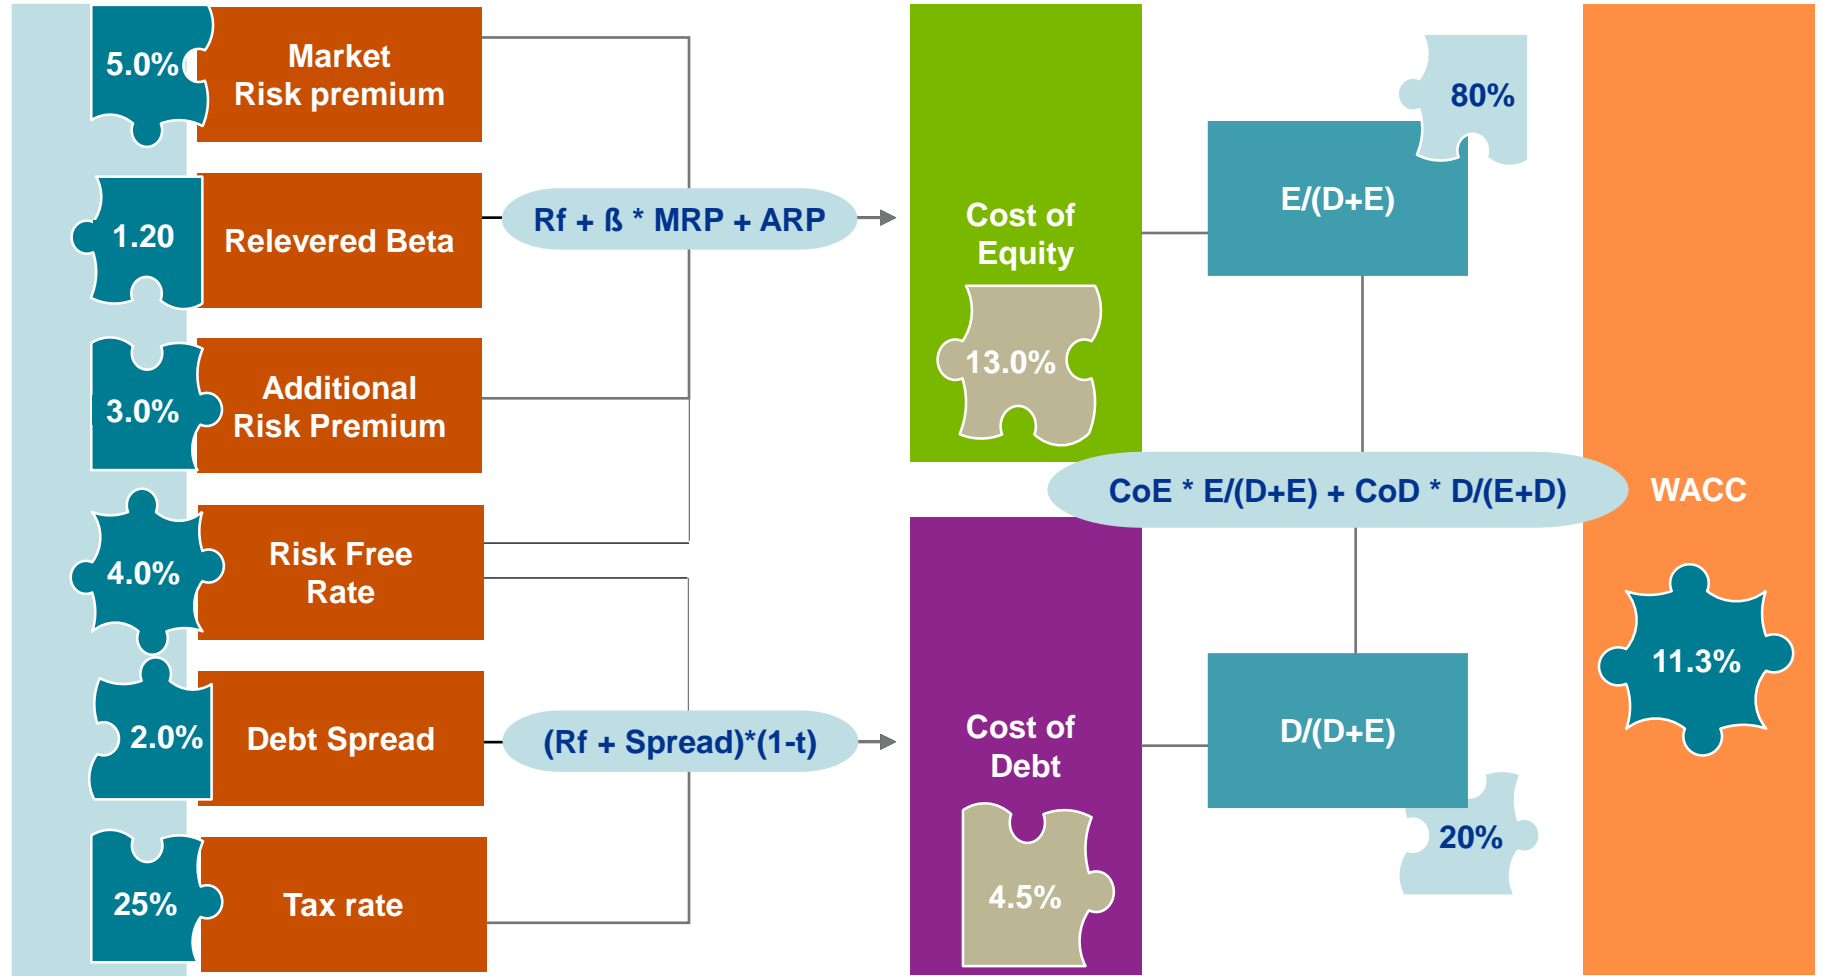 5.0%
Market
Risk premium
1.20
Relevered Beta
3.0%
Additional
Risk Premium
4.0%
Risk Free
Rate
2.0%
Debt Spread
25%
Tax rate
Rf + ß * MRP + ARP
(Rf + Spread)*(1-t)
Cost of
Equity
13.0%
Cost of
Debt
4.5%
80%
E/(D+E)
CoE * E/(D+E) + CoD * D/(E+D)
D/(D+E)
20%
WACC
11.3%